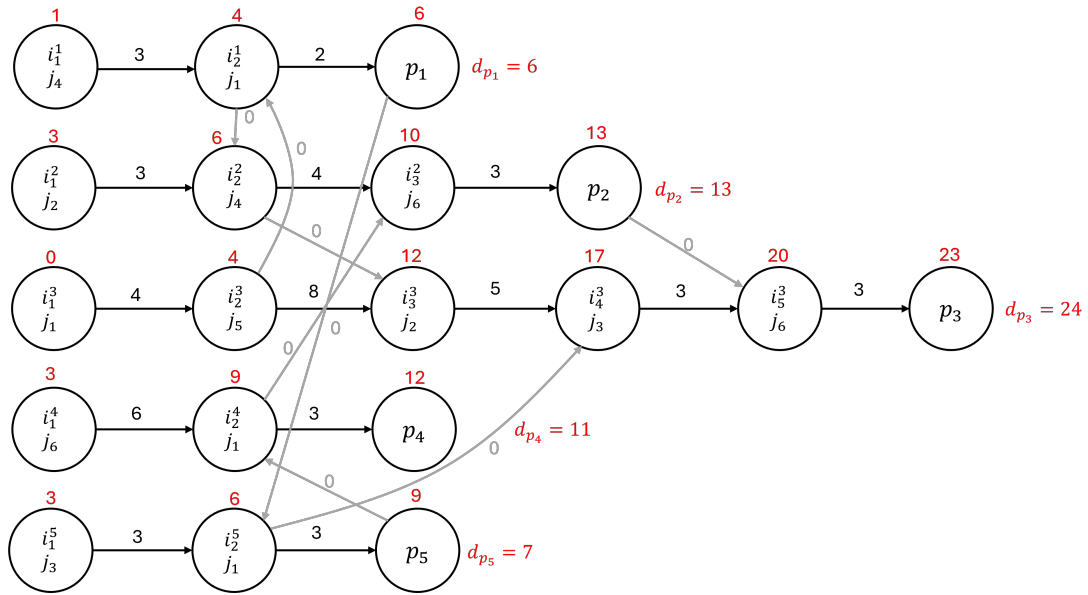 1 4 6
3 2
i_1^1 i_2^1 p_1 d_{p_1} = 6
j_4 j_1
0
3 6 10 13
0
3 4 3
i_1^2 i_2^2 i_3^2 p_2 d_{p_2} = 13
j_2 j_4 j_6
0 0
0 4 12 17 20 23
4 8 5 3 3
i_1^3 i_2^3 i_3^3 i_4^3 i_5^3 p_3 d_{p_3} = 24
j_1 j_5 j_2 j_3 j_6
0
0
3 9 12
6 3
i_1^4 i_2^4 p_4 d_{p_4} = 11
j_6 j_1
0
0
3 6 9
3 3
i_1^5 i_2^5 p_5 d_{p_5} = 7
j_3 j_1